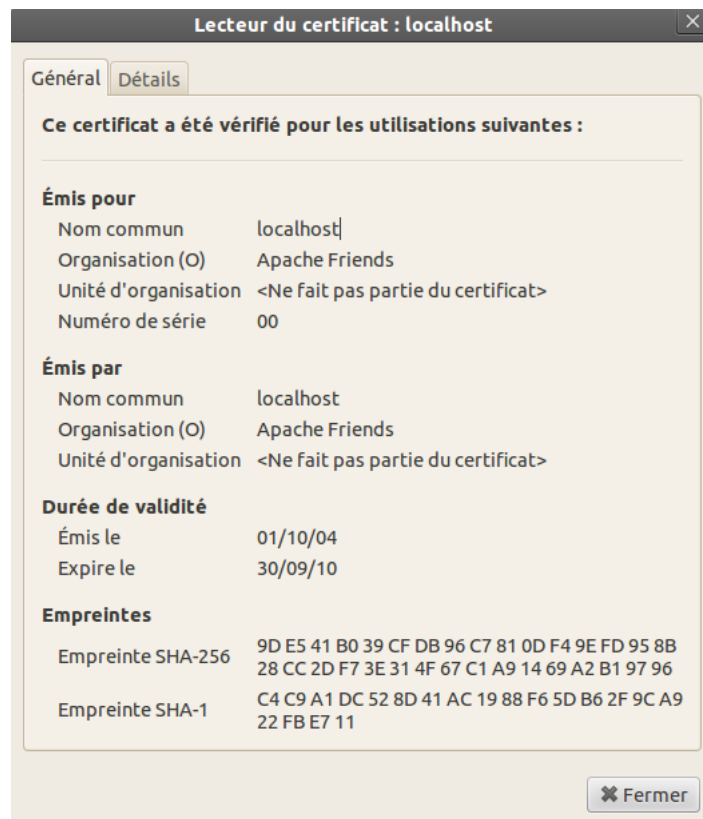 Lecteur du certificat : localhost
Général Détails
Ce certificat a été vérifié pour les utilisations suivantes :
Émis pour
Nom commun localhost
Organisation (O) Apache Friends
Unité d'organisation <Ne fait pas partie du certificat>
Numéro de série 00
Émis par
Nom commun localhost
Organisation (O) Apache Friends
Unité d'organisation <Ne fait pas partie du certificat>
Durée de validité
Émis le 01/10/04
Expire le 30/09/10
Empreintes
Empreinte SHA-256 9D E5 41 B0 39 CF DB 96 C7 81 0D F4 9E FD 95 8B
28 CC 2D F7 3E 31 4F 67 C1 A9 14 69 A2 B1 97 96
Empreinte SHA-1 C4 C9 A1 DC 52 8D 41 AC 19 88 F6 5D B6 2F 9C A9
22 FB E7 11
Fermer